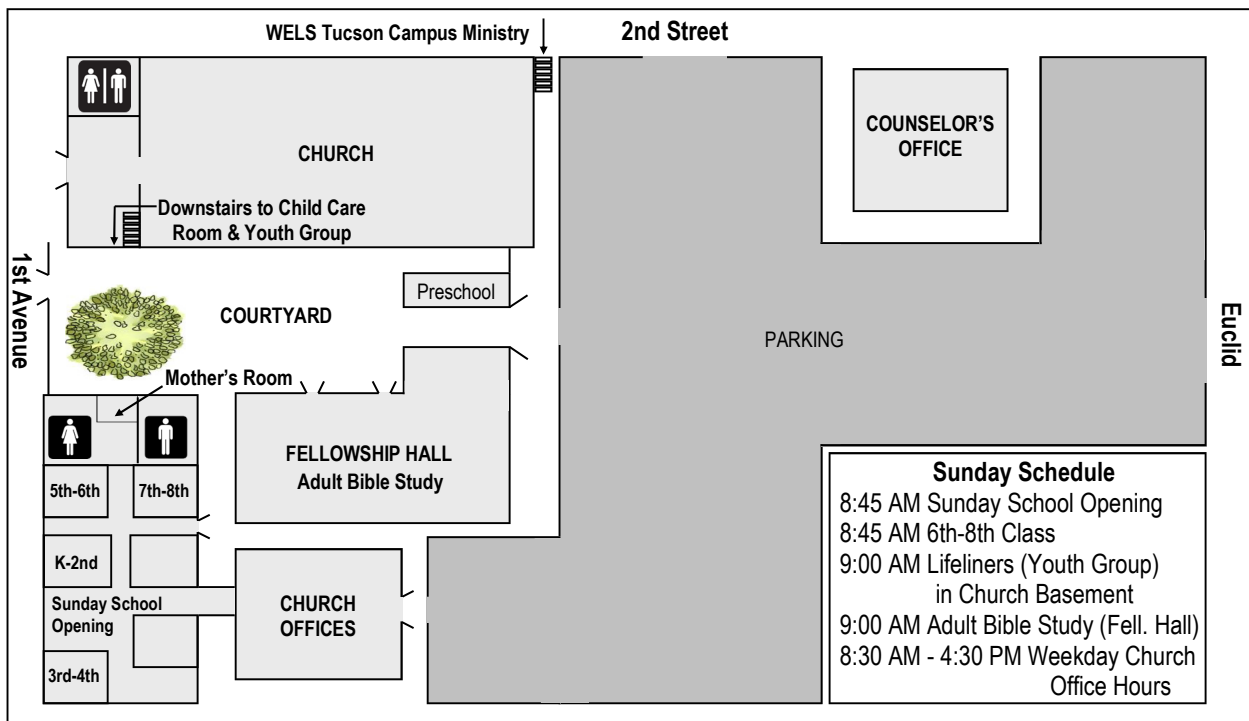 WELS Tucson Campus Ministry
2nd Street
CHURCH
COUNSELOR'S
OFFICE
Downstairs to Child Care
Room & Youth Group
1st Avenue
Preschool
COURTYARD
PARKING
Euclid
Mother's Room
FELLOWSHIP HALL
Adult Bible Study
5th-6th
7th-8th
K-2nd
Sunday School
Opening
3rd-4th
CHURCH
OFFICES
Sunday Schedule
8:45 AM Sunday School Opening
8:45 AM 6th-8th Class
9:00 AM Lifeliners (Youth Group)
in Church Basement
9:00 AM Adult Bible Study (Fell. Hall)
8:30 AM - 4:30 PM Weekday Church
Office Hours